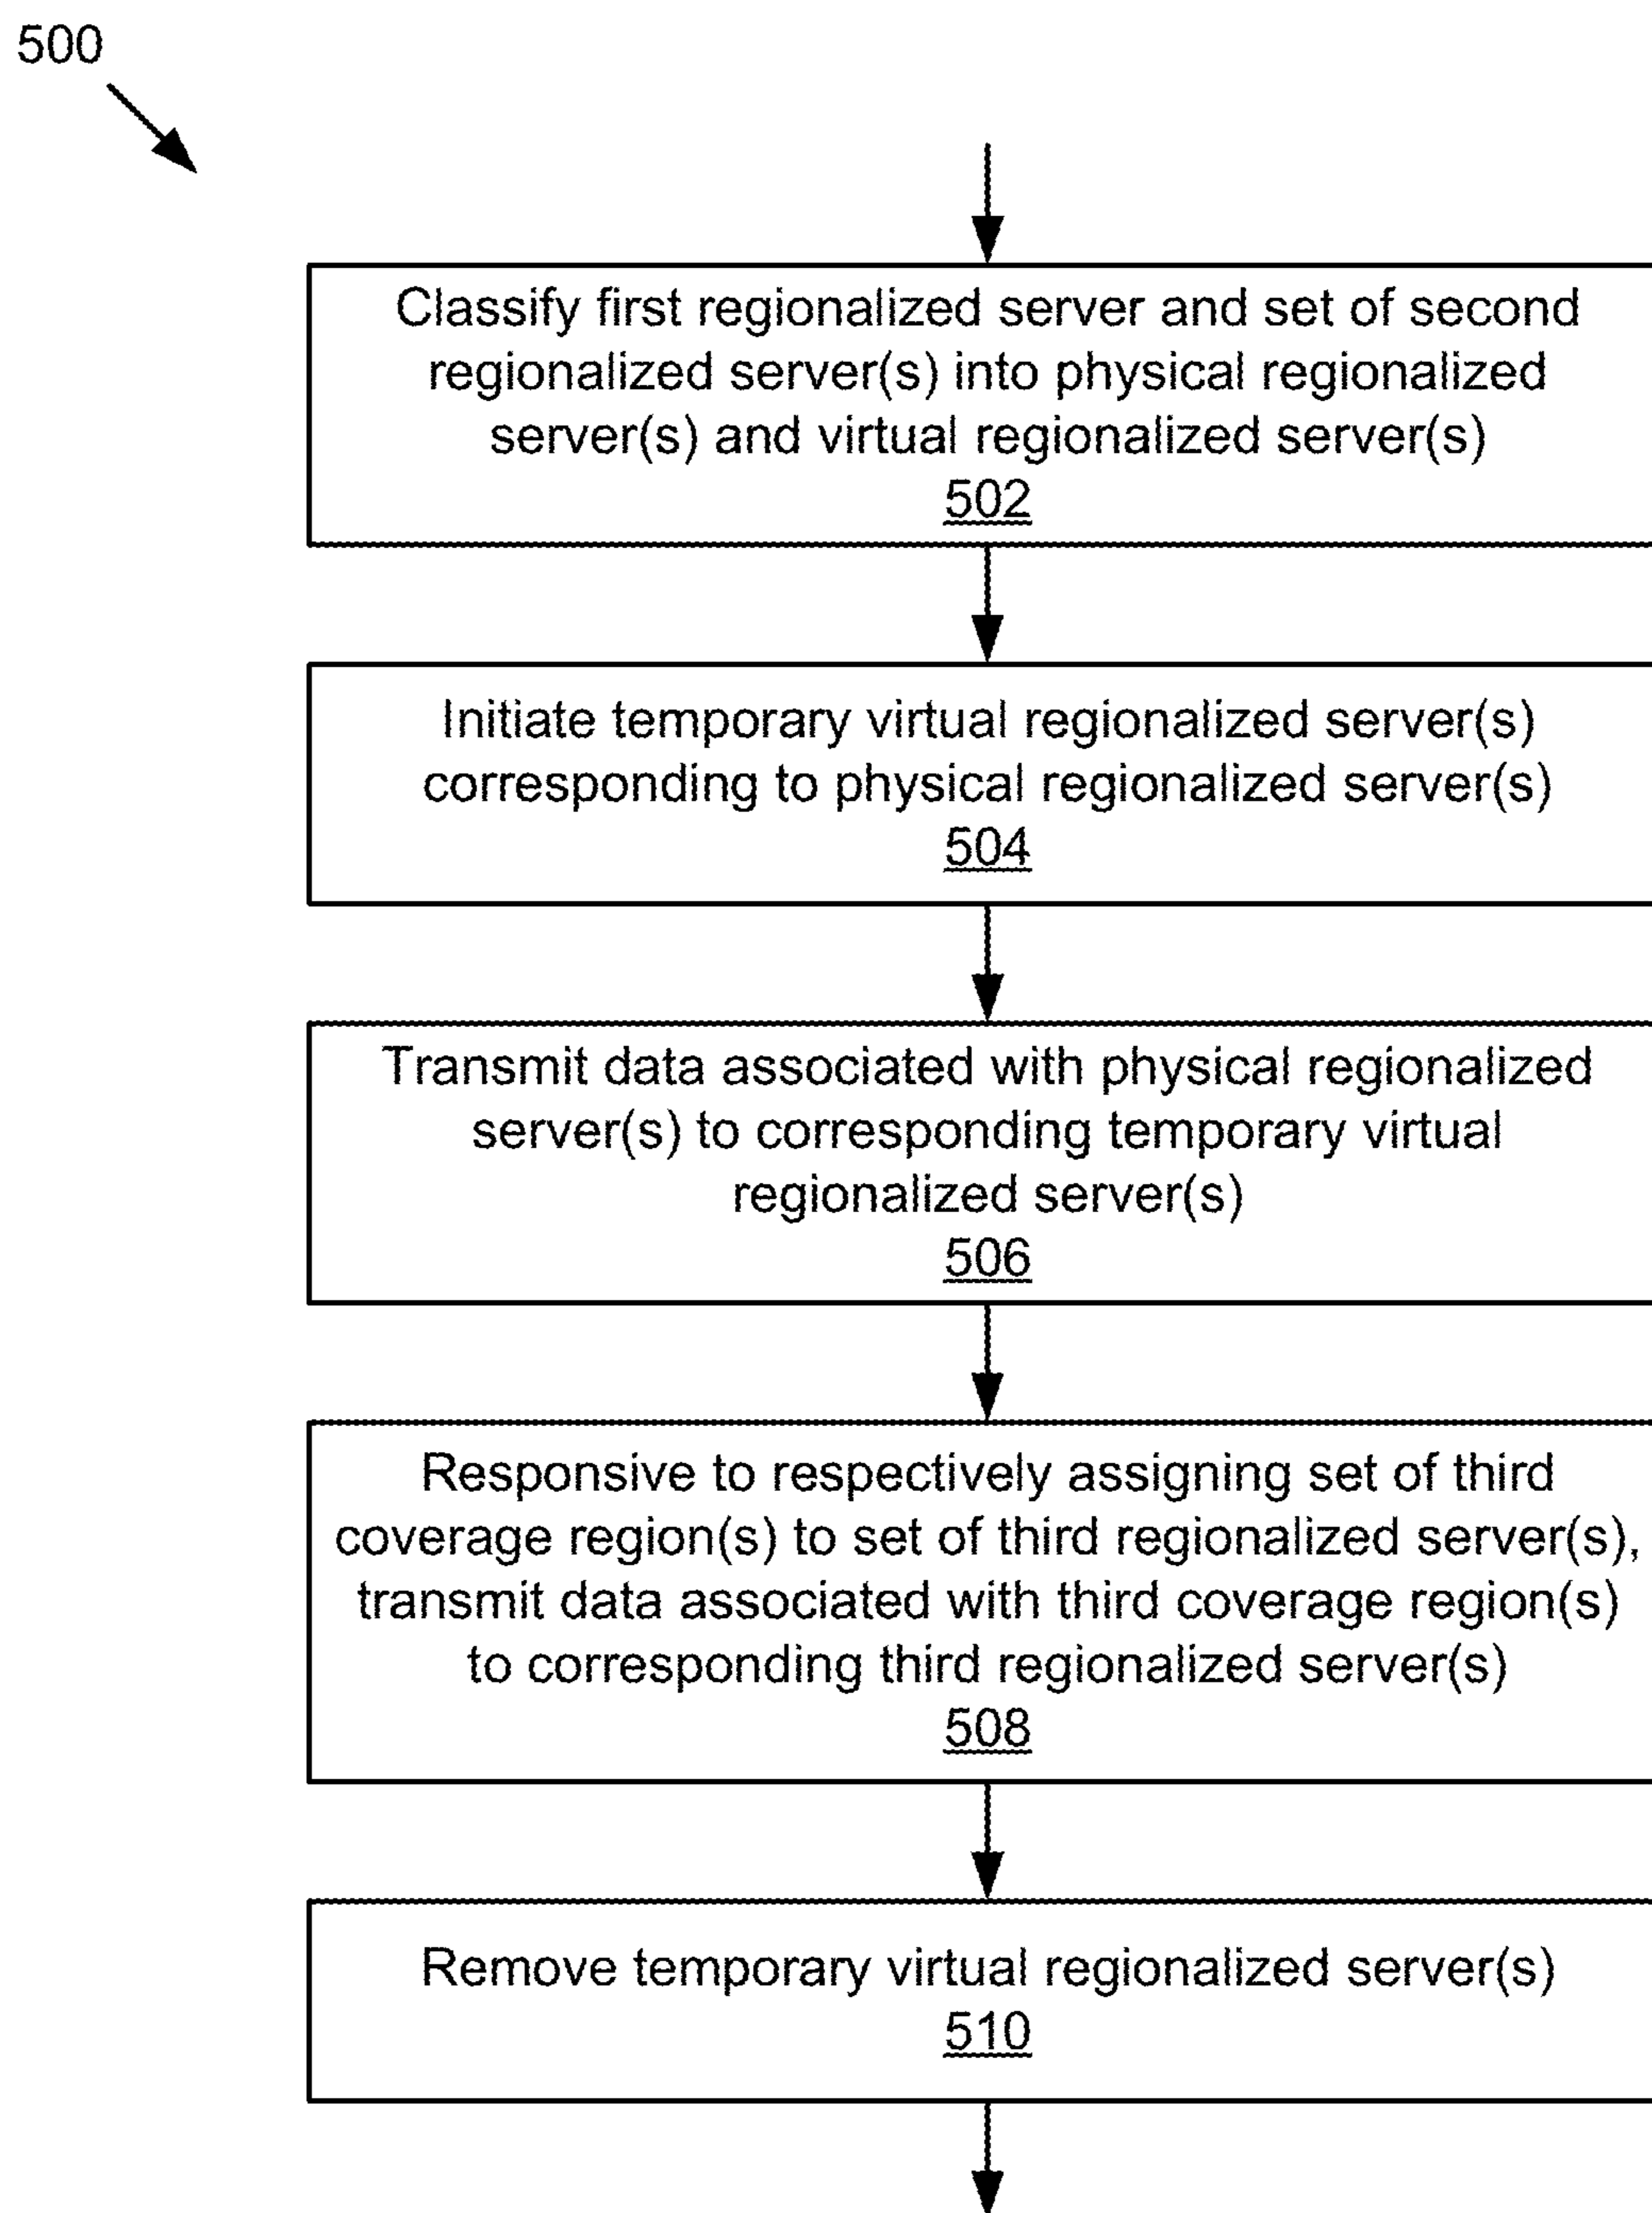 500
Classify first regionalized server and set of second
regionalized server(s) into physical regionalized
server(s) and virtual regionalized server(s)
502
Initiate temporary virtual regionalized server(s)
corresponding to physical regionalized server(s)
504
Transmit data associated with physical regionalized
server(s) to corresponding temporary virtual
regionalized server(s)
506
Responsive to respectively assigning set of third
coverage region(s) to set of third regionalized server(s),
transmit data associated with third coverage region(s)
to corresponding third regionalized server(s)
508
Remove temporary virtual regionalized server(s)
510